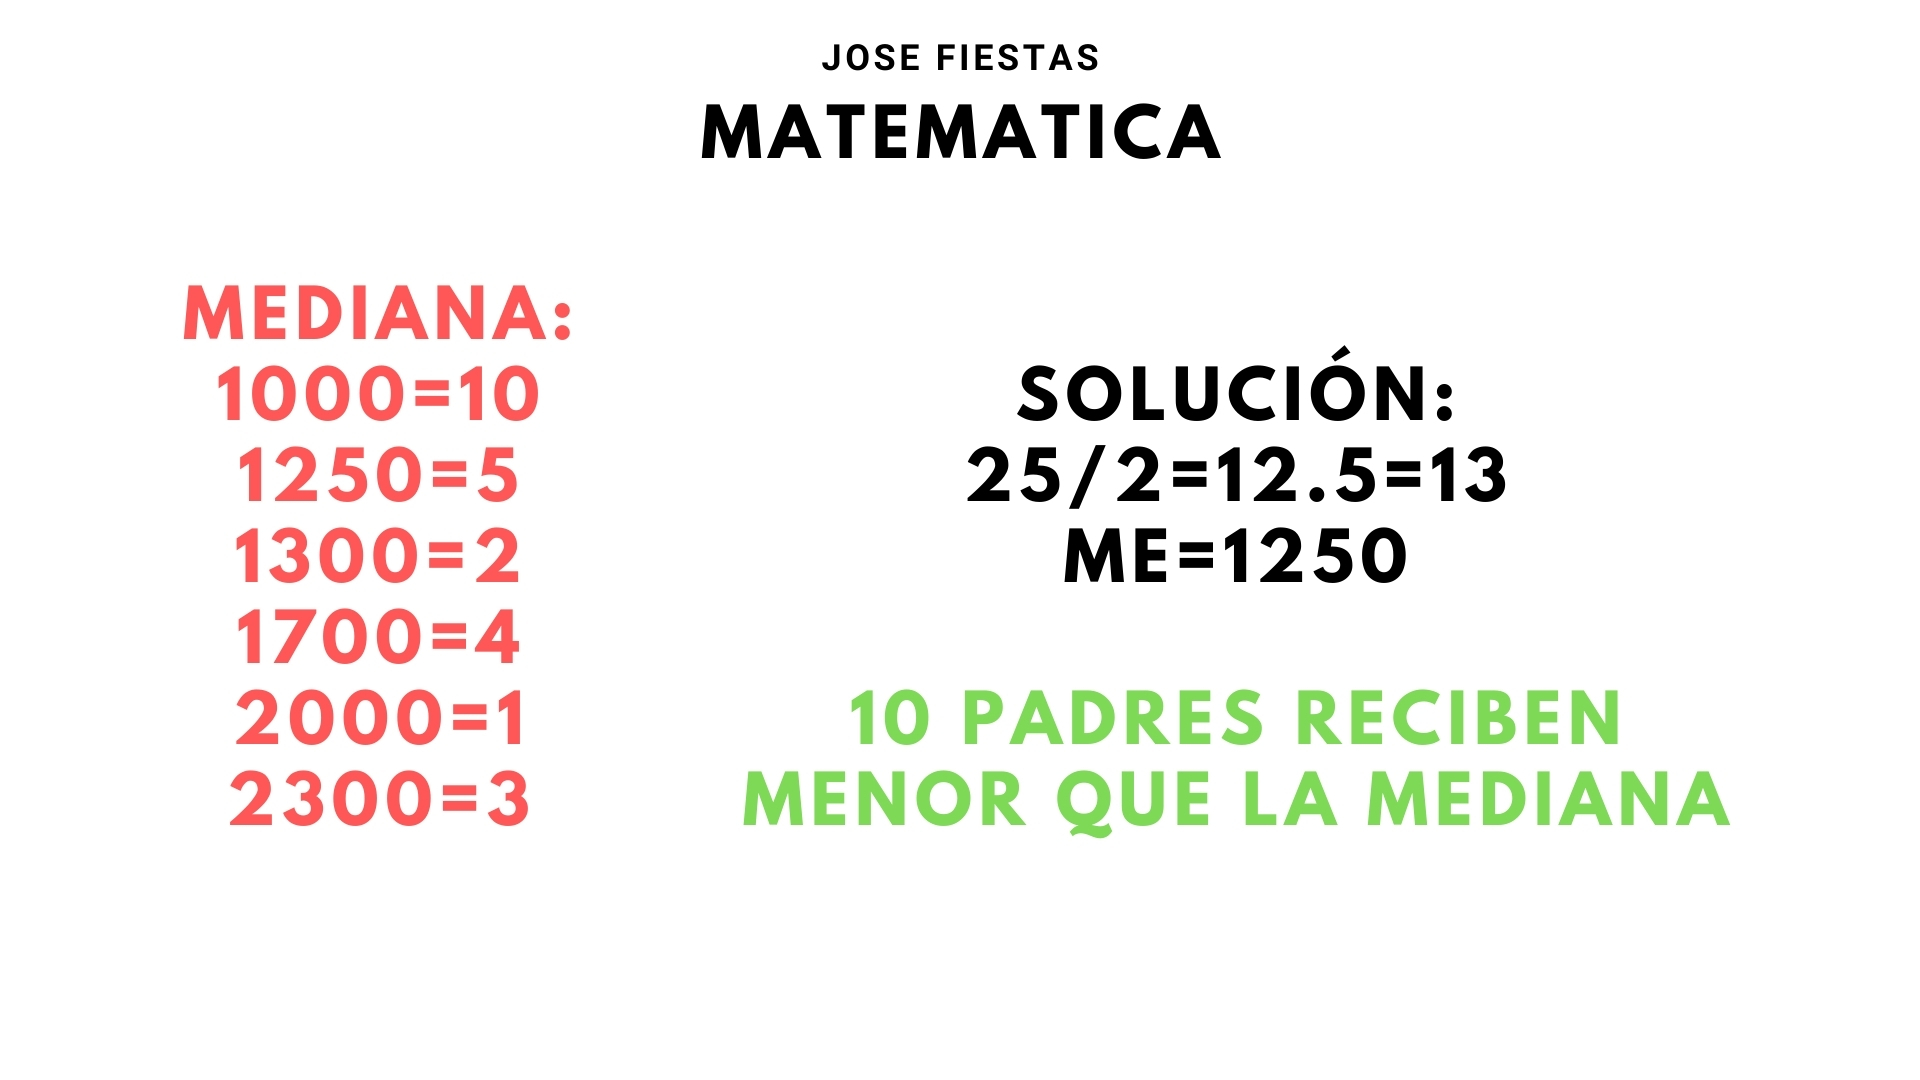 JOSE FIESTAS
MATEMATICA
MEDIANA:
1000=10
1250=5
1300=2
1700=4
2000=1
2300=3
SOLUCIÓN:
25/2=12.5=13
ME=1250
10 PADRES RECIBEN
MENOR QUE LA MEDIANA